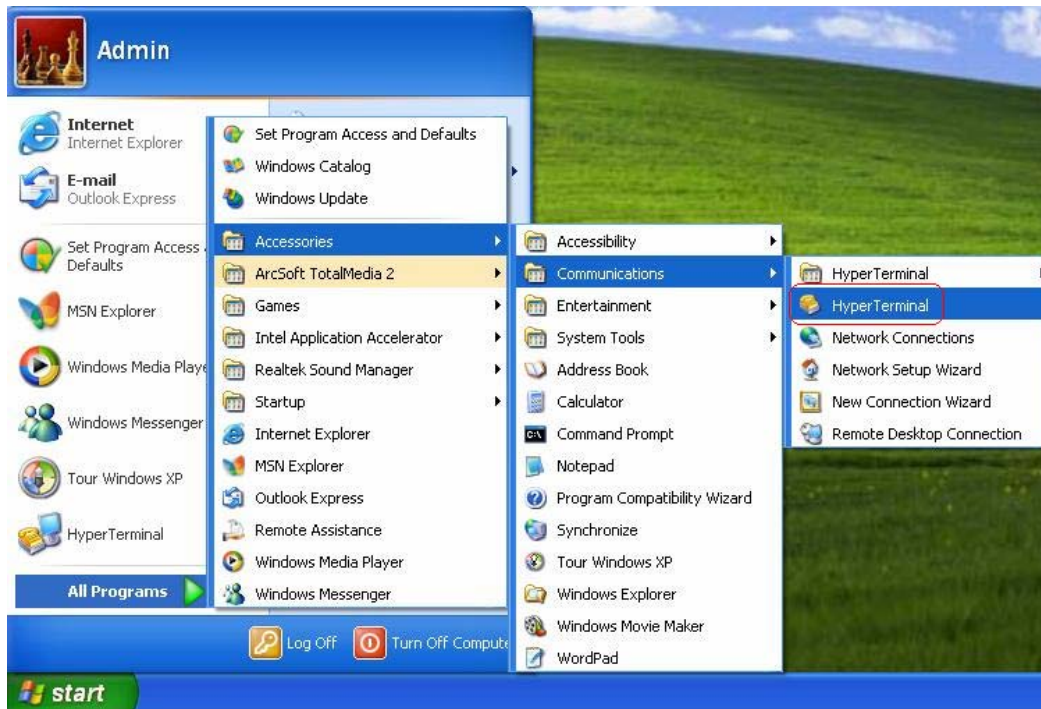 Admin
Internet
Internet Explorer
E-mail
Outlook Express
Set Program Access
Defaults
MSN Explorer
Windows Media
Windows Messenger
Tour Windows XP
HyperTerminal
All Programs
Set Program Access and Defaults
Windows Catalog
Windows Update
Accessories
ArcSoft TotalMedia 2
Games
Intel Application Accelerator
Realtek Sound Manager
Startup
Internet Explorer
MSN Explorer
Outlook Express
Remote Assistance
Windows Media Player
Windows Messenger
Accessibility
Communications
Entertainment
System Tools
Address Book
Calculator
Command Prompt
Notepad
Program Compatibility Wizard
Synchronize
Tour Windows XP
Windows Explorer
Windows Movie Maker
WordPad
HyperTerminal
HyperTerminal
Network Connections
Network Setup Wizard
New Connection Wizard
Remote Desktop Connection
Log Off
Turn Off
start